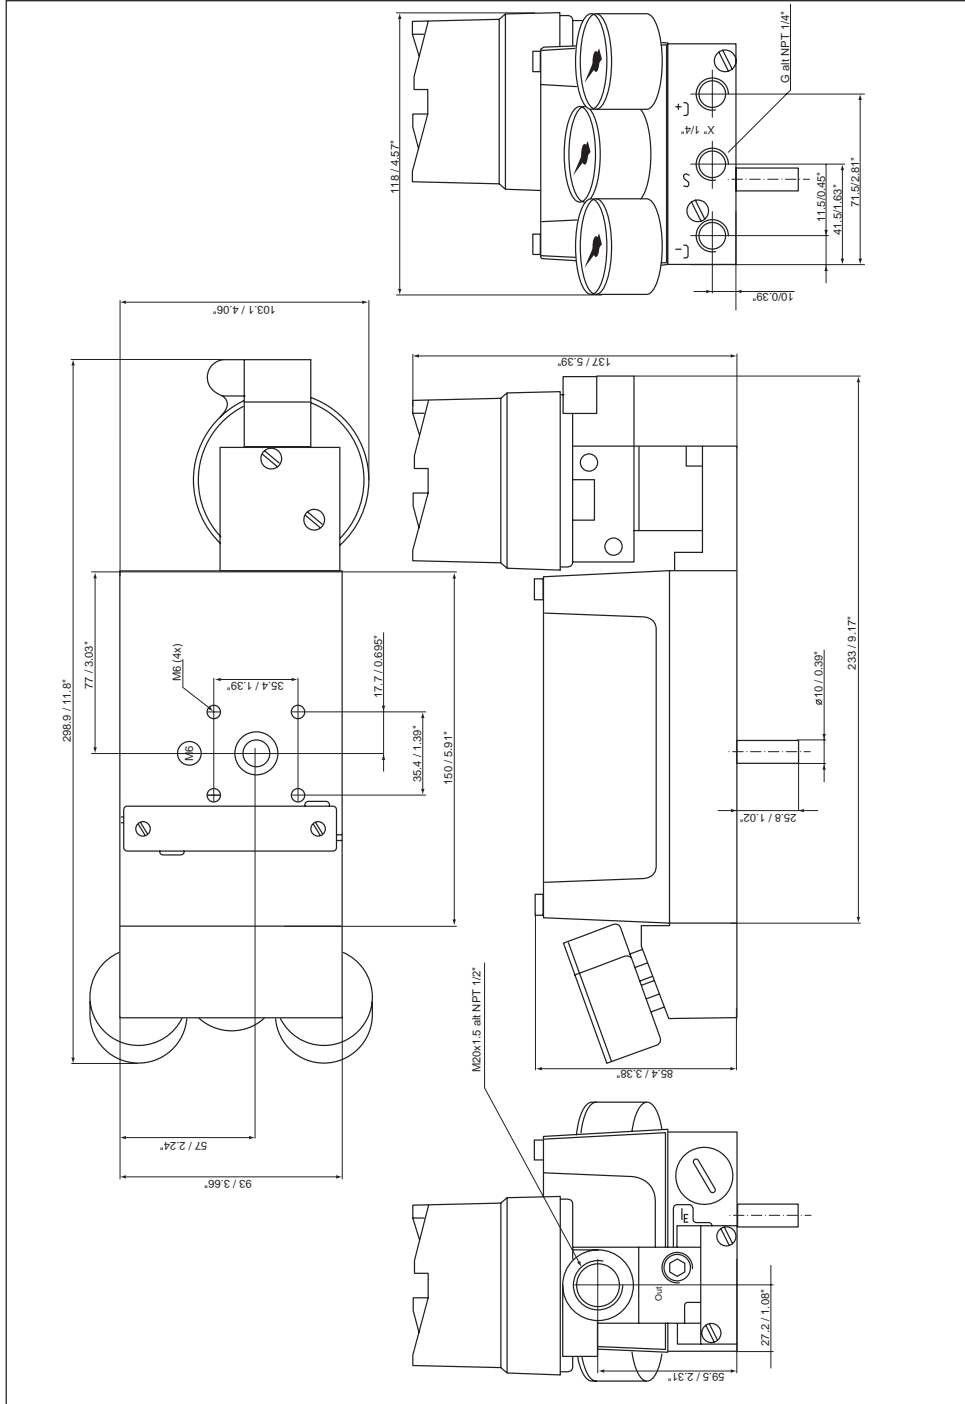 118 / 4.57"
G alt NPT 1/4"
C+
"X" 1/4"
S
C-
11.5/0.45"
41.5/1.63"
71.5/2.81"
10/0.39"
103.1 / 4.06"
298.9 / 11.8"
77 / 3.03"
M6 (4x)
35.4 / 1.39"
17.7 / 0.695"
M6
35.4 / 1.39"
150 / 5.91"
57 / 2.24"
93 / 3.66"
137 / 5.39"
233 / 9.17"
ø10 / 0.39"
25.8 / 1.02"
85.4 / 3.38"
M20x1.5 alt NPT 1/2"
Out
27.2 / 1.08"
59.5 / 2.31"